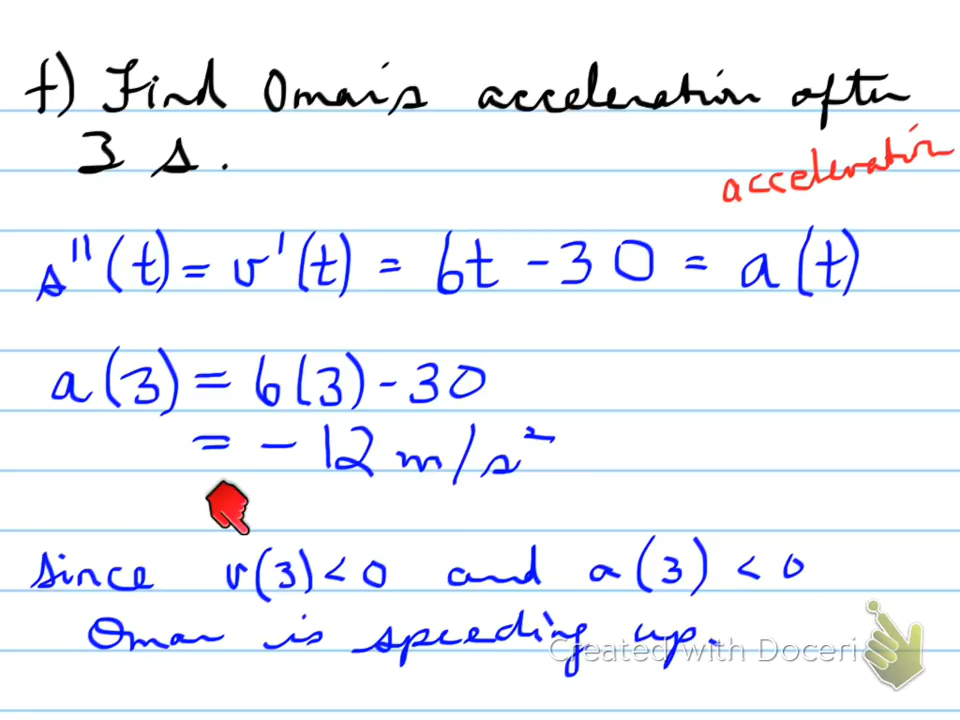 f) Find Omar's acceleration after
3 s.
acceleration
s''(t) = v'(t) = 6t - 30 = a(t)
a(3) = 6(3) - 30
= -12 m/s²
since v(3) < 0 and a(3) < 0
Omar is speeding up.
Created with Doceri